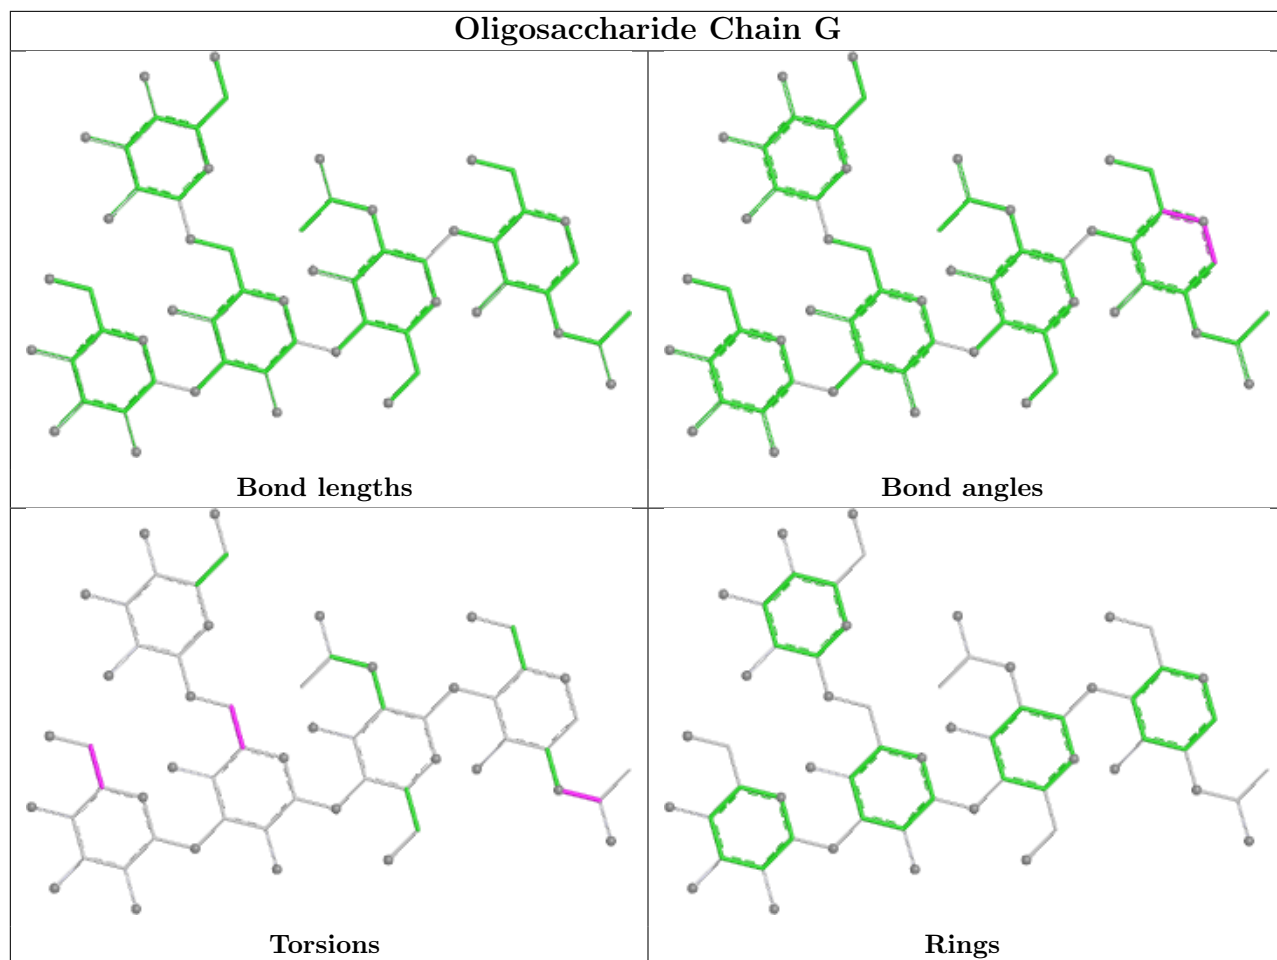 Oligosaccharide Chain G
Bond lengths
Bond angles
Torsions
Rings